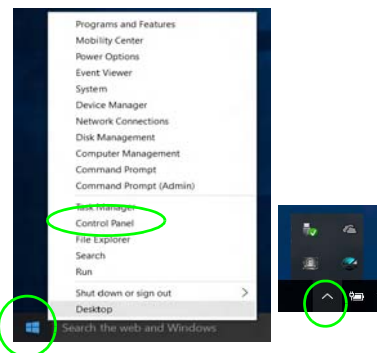 Programs and Features
Mobility Center
Power Options
Event Viewer
System
Device Manager
Network Connections
Disk Management
Computer Management
Command Prompt
Command Prompt (Admin)
Task Manager
Control Panel
File Explorer
Search
Run
Shut down or sign out
Desktop
Search the web and Windows